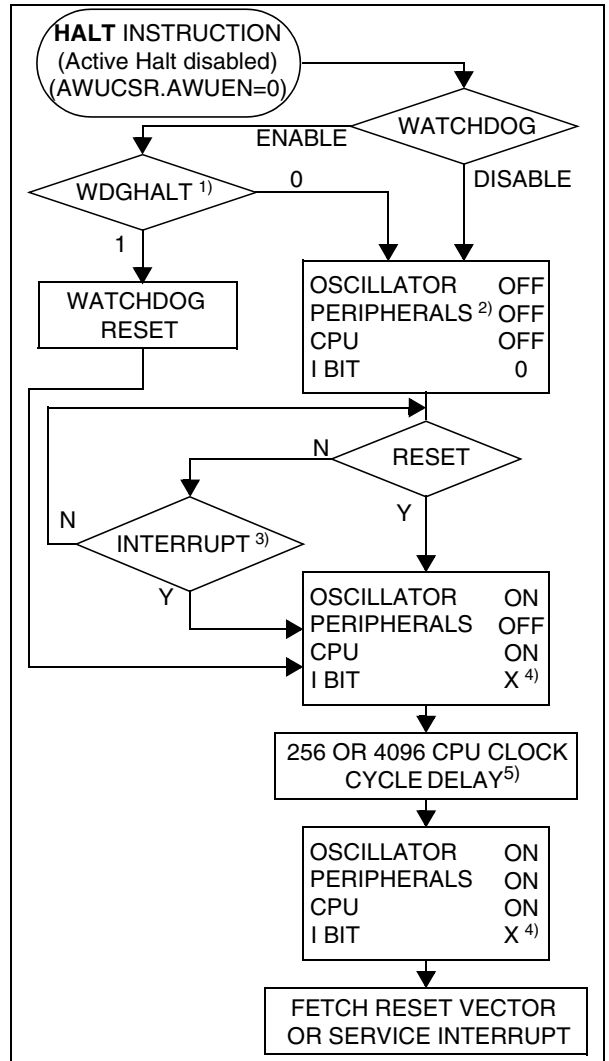 HALT INSTRUCTION
(Active Halt disabled)
(AWUCSR.AWUEN=0)
WATCHDOG
ENABLE
DISABLE
WDGHALT 1)
0
1
WATCHDOG
RESET
OSCILLATOR OFF
PERIPHERALS 2) OFF
CPU OFF
I BIT 0
RESET
N
Y
INTERRUPT 3)
N
Y
OSCILLATOR ON
PERIPHERALS OFF
CPU ON
I BIT X 4)
256 OR 4096 CPU CLOCK
CYCLE DELAY5)
OSCILLATOR ON
PERIPHERALS ON
CPU ON
I BIT X 4)
FETCH RESET VECTOR
OR SERVICE INTERRUPT